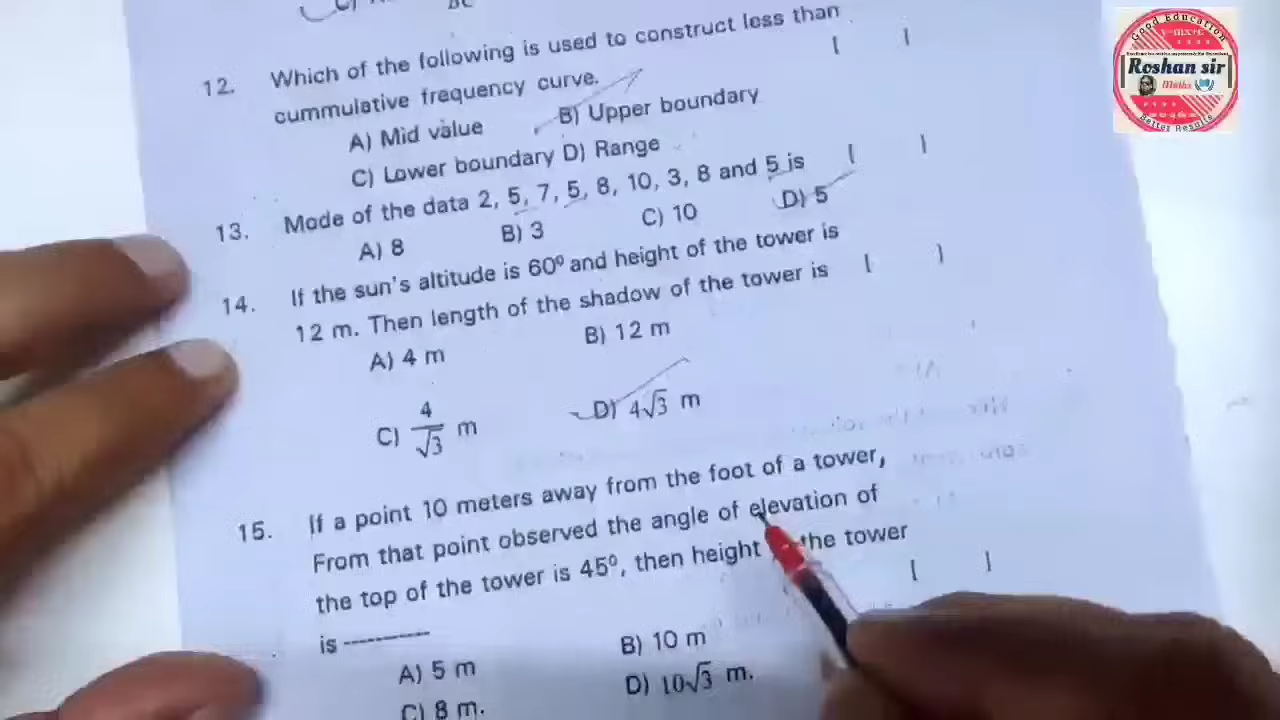 12. Which of the following is used to construct less than [ ]
cummulative frequency curve.
A) Mid value B) Upper boundary
C) Lower boundary D) Range
13. Mode of the data 2, 5, 7, 5, 8, 10, 3, 8 and 5 is [ ]
A) 8 B) 3 C) 10 D) 5
14. If the sun's altitude is 60⁰ and height of the tower is
12 m. Then length of the shadow of the tower is [ ]
A) 4 m B) 12 m
C) 4/√3 m D) 4√3 m
15. If a point 10 meters away from the foot of a tower,
From that point observed the angle of elevation of
the top of the tower is 45⁰, then height the tower
is ---------- [ ]
A) 5 m B) 10 m
C) 8 m. D) 10√3 m.
Good Education
Roshan sir
Maths
Better Results